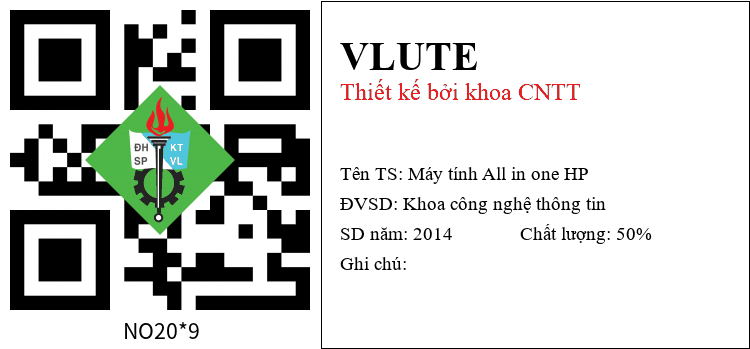 ĐH KT
SP VL
NO20*9
VLUTE
Thiết kế bởi khoa CNTT
Tên TS: Máy tính All in one HP
ĐVSD: Khoa công nghệ thông tin
SD năm: 2014 Chất lượng: 50%
Ghi chú: